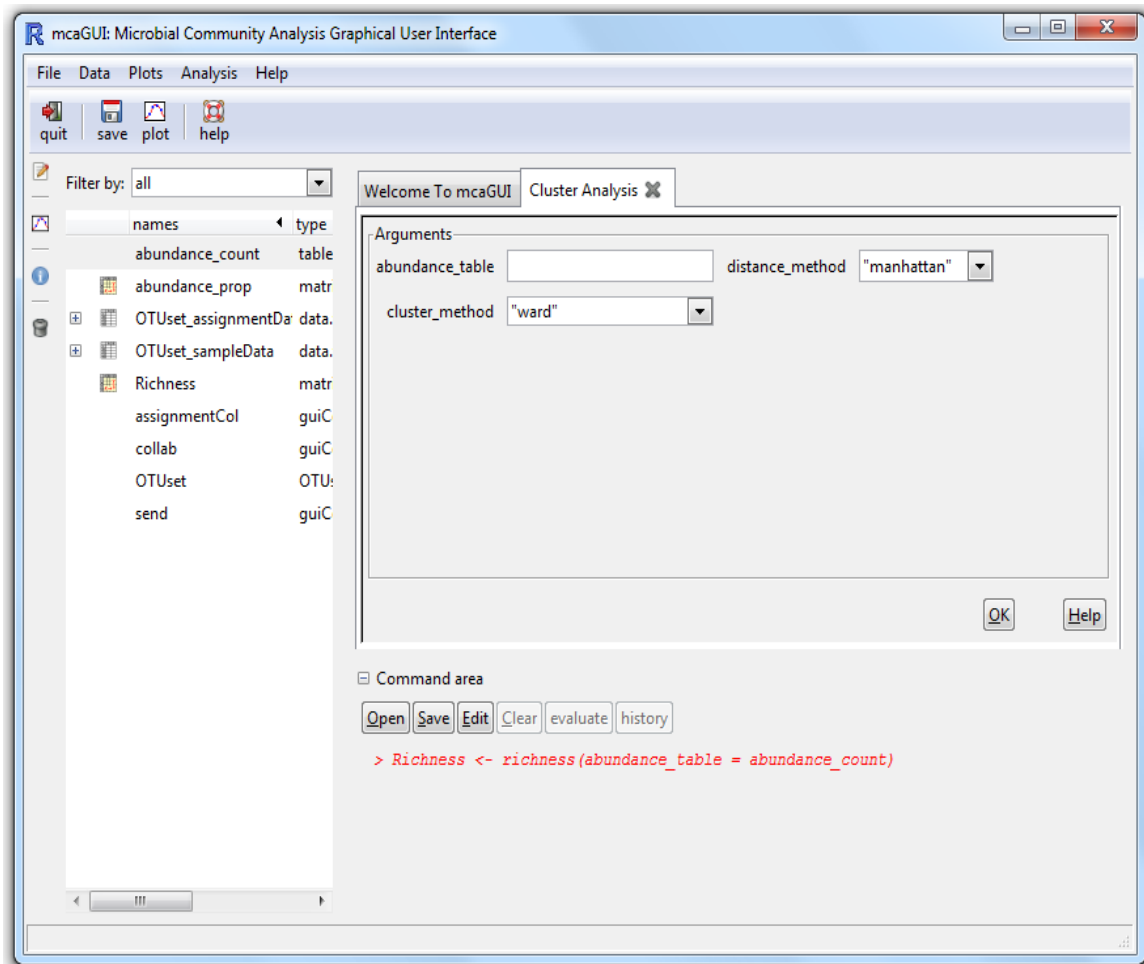 mcaGUI: Microbial Community Analysis Graphical User Interface
File Data Plots Analysis Help
quit save plot help
Filter by: all
names type
abundance_count table
abundance_prop matr
OTUset_assignmentDa data.
OTUset_sampleData data.
Richness matr
assignmentCol guiC
collab guiC
OTUset OTUs
send guiC
Welcome To mcaGUI Cluster Analysis
Arguments
abundance_table distance_method "manhattan"
cluster_method "ward"
OK Help
Command area
Open Save Edit Clear evaluate history
> Richness <- richness(abundance_table = abundance_count)